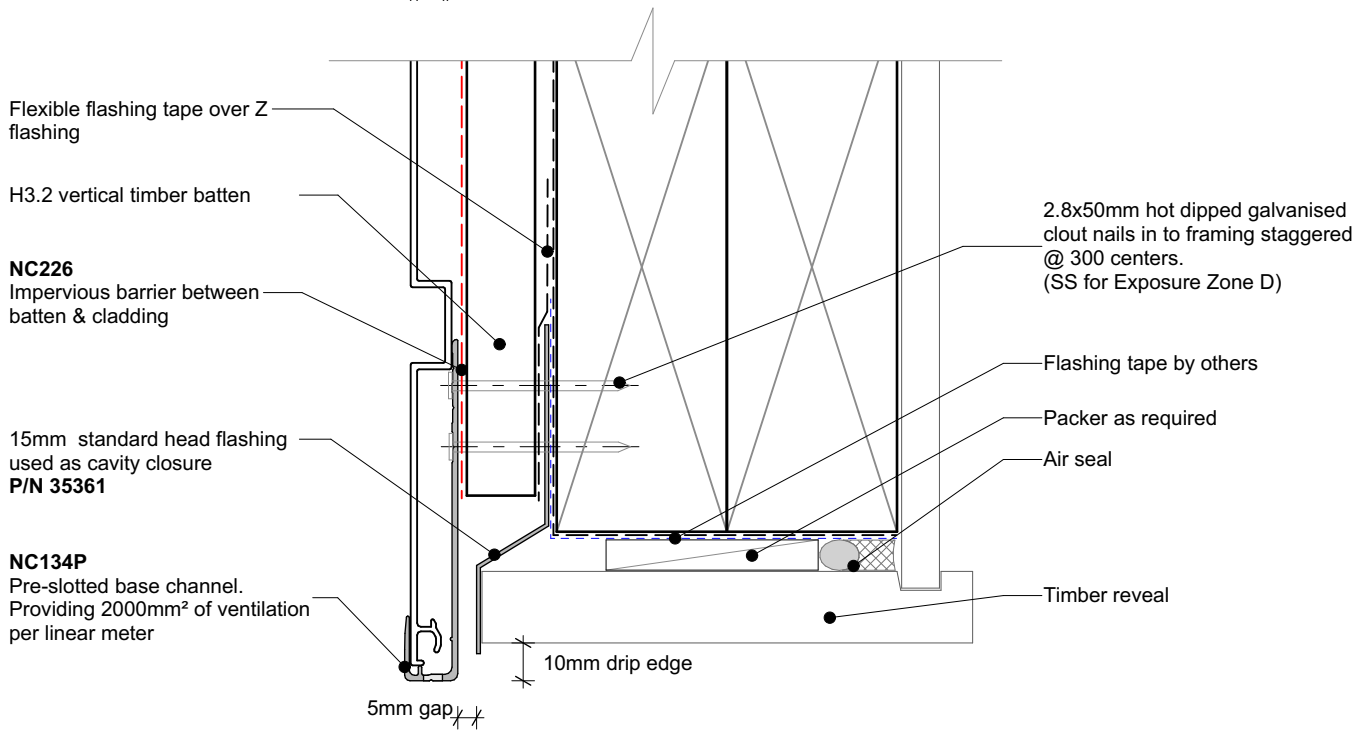 Flexible flashing tape over Z
flashing
H3.2 vertical timber batten
NC226
Impervious barrier between
batten & cladding
15mm standard head flashing
used as cavity closure
P/N 35361
NC134P
Pre-slotted base channel.
Providing 2000mm² of ventilation
per linear meter
5mm gap
10mm drip edge
2.8x50mm hot dipped galvanised
clout nails in to framing staggered
@ 300 centers.
(SS for Exposure Zone D)
Flashing tape by others
Packer as required
Air seal
Timber reveal